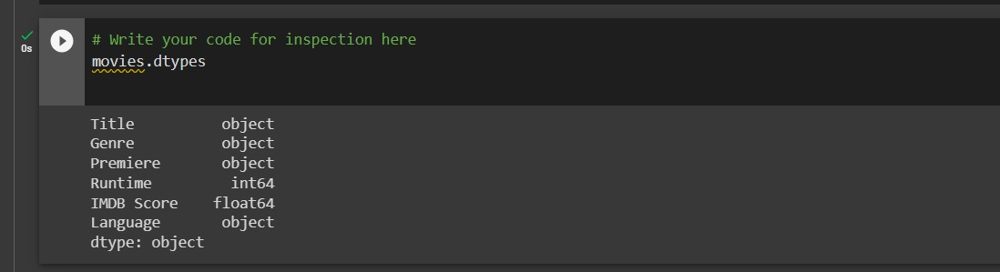 0s
# Write your code for inspection here
movies.dtypes
Title          object
Genre          object
Premiere       object
Runtime         int64
IMDB Score    float64
Language       object
dtype: object